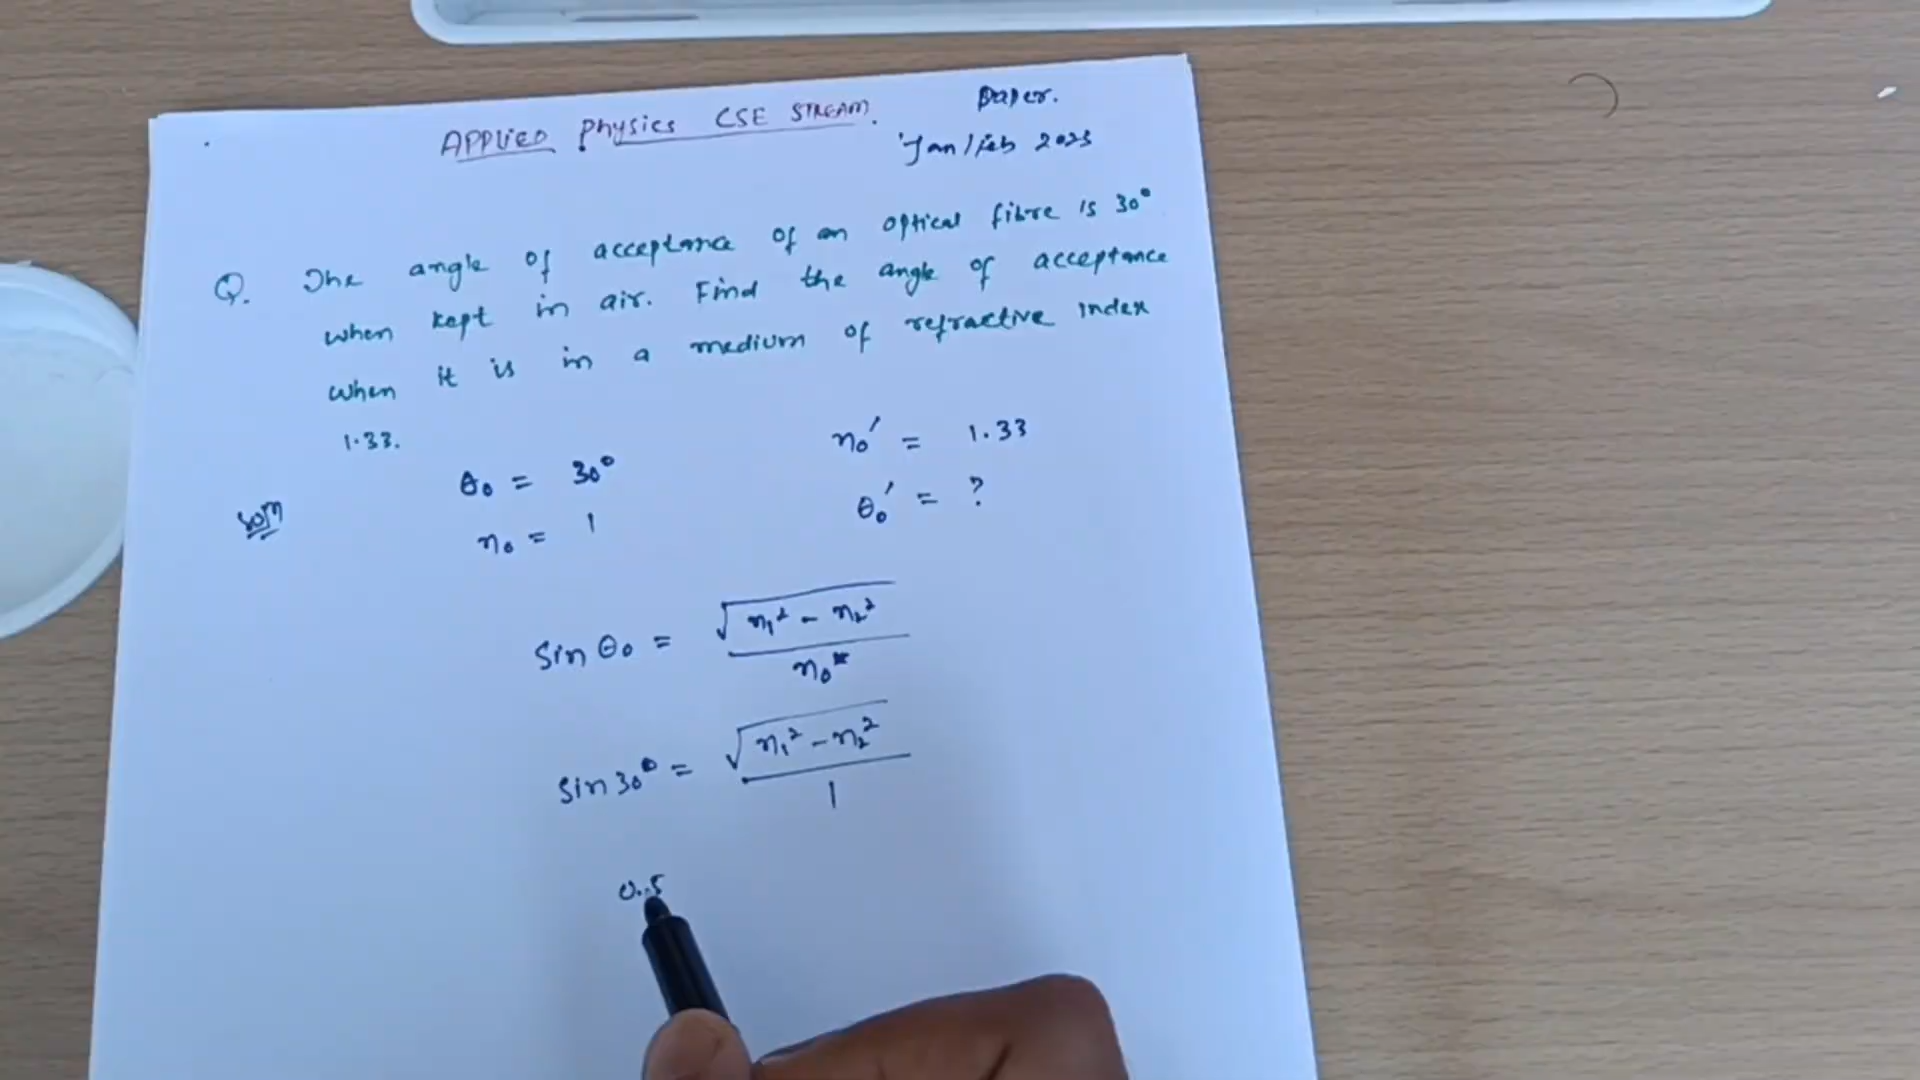 APPLIED Physics CSE STREAM.
Paper.
Jan/Feb 2023
Q. The angle of acceptance of an optical fibre is 30°
when kept in air. Find the angle of acceptance
when it is in a medium of refractive index
1.33.
Soln
θ₀ = 30°
n₀' = 1.33
n₀ = 1
θ₀' = ?
Sin θ₀ = √(n₁² - n₂²) / n₀
Sin 30° = √(n₁² - n₂²) / 1
0.5